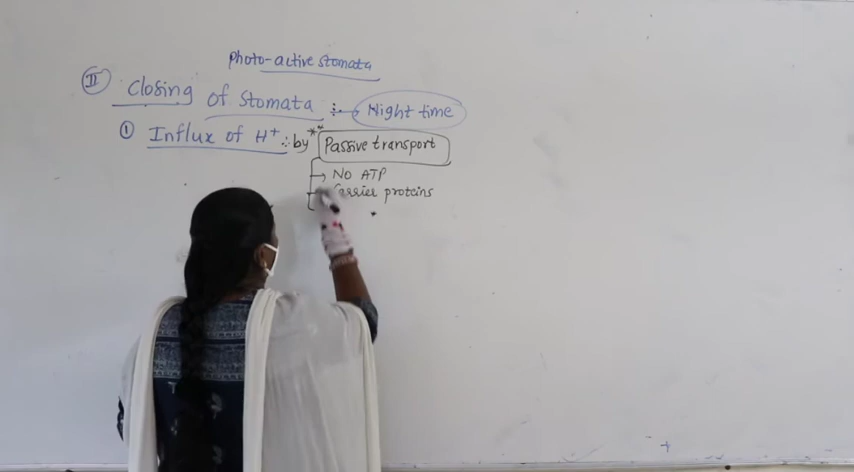 Photo-active stomata
II Closing of Stomata :→ Night time
① Influx of H+ ∴ by ** Passive transport
→ NO ATP
→ Carrier proteins
+